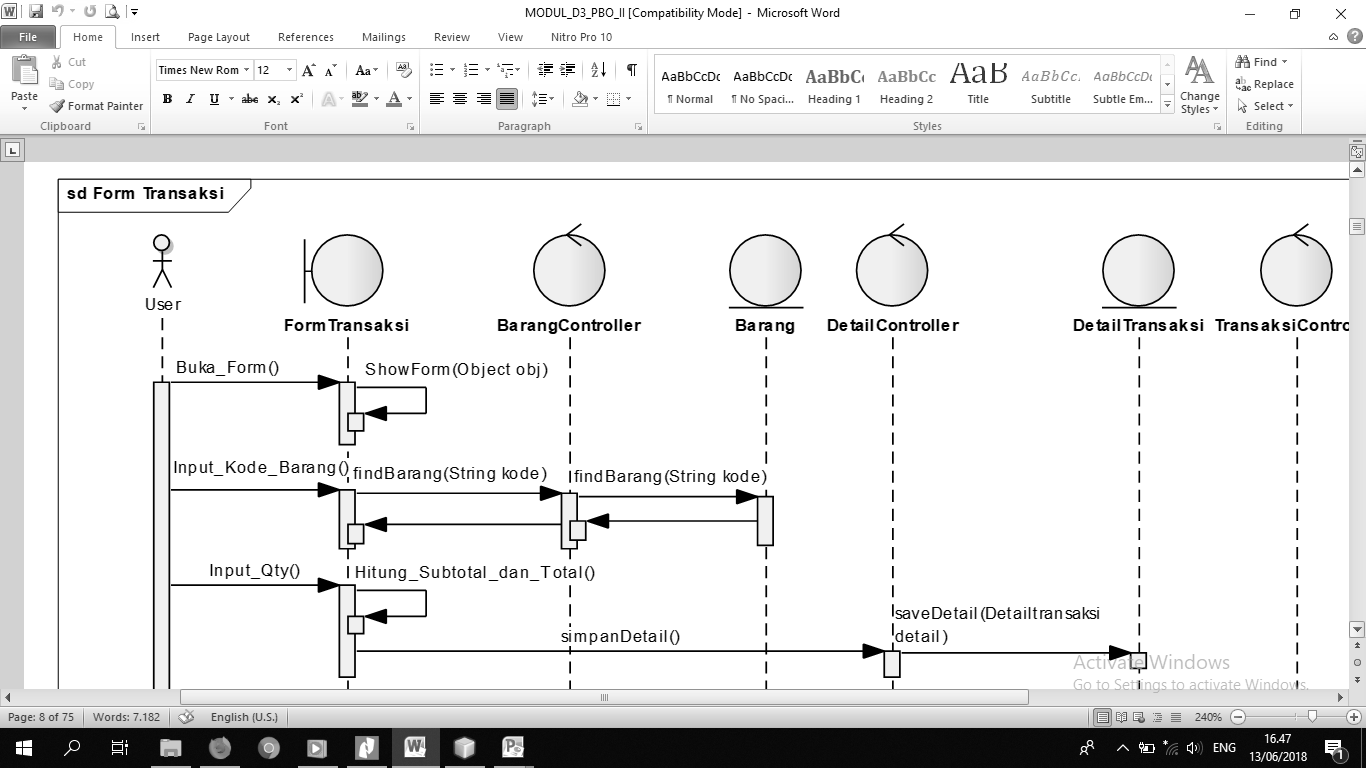 MODUL_D3_PBO_II [Compatibility Mode] - Microsoft Word
File Home Insert Page Layout References Mailings Review View Nitro Pro 10
Paste
Cut
Copy
Format Painter
Clipboard
Times New Rom 12
Font
Paragraph
AaBbCcDc AaBbCcDc AaBbCc AaBbCc AaB AaBbCc. AaBbCcDc
¶ Normal ¶ No Spaci... Heading 1 Heading 2 Title Subtitle Subtle Em...
Styles
Change
Styles
Find
Replace
Select
Editing
sd Form Transaksi
User
FormTransaksi BarangController Barang DetailController DetailTransaksi TransaksiContro
Buka_Form() ShowForm(Object obj)
Input_Kode_Barang() findBarang(String kode) findBarang(String kode)
Input_Qty() Hitung_Subtotal_dan_Total()
saveDetail(Detailtransaksi
simpanDetail() detail)
Activate Windows
Go to Settings to activate Windows.
Page: 8 of 75 Words: 7.182 English (U.S.) 240%
ENG 16.47
13/06/2018 1